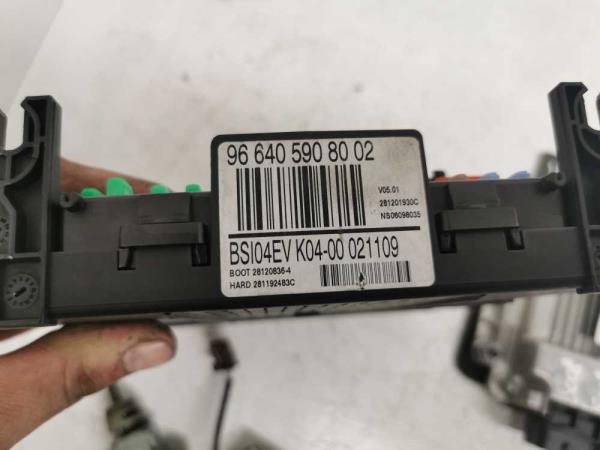 96 640 590 80 02
V05.01
281201930C
NS06098035
BSI04EV K04-00 021109
BOOT 28120836-4
HARD 281192483C